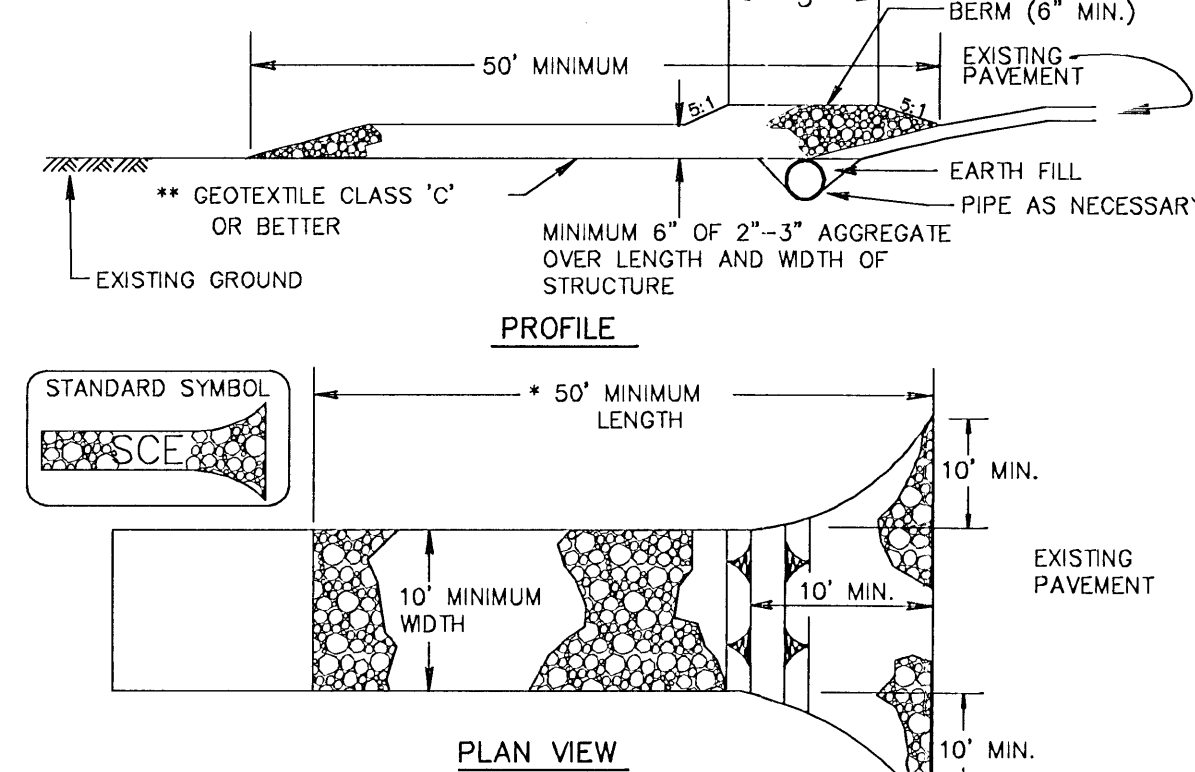 BERM (6" MIN.)
50' MINIMUM
EXISTING
PAVEMENT
5:1
5:1
** GEOTEXTILE CLASS 'C'
OR BETTER
EARTH FILL
PIPE AS NECESSARY
MINIMUM 6" OF 2"-3" AGGREGATE
OVER LENGTH AND WIDTH OF
STRUCTURE
EXISTING GROUND
PROFILE
STANDARD SYMBOL
SCE
* 50' MINIMUM
LENGTH
10' MIN.
EXISTING
PAVEMENT
10' MINIMUM
WIDTH
10' MIN.
10' MIN.
PLAN VIEW